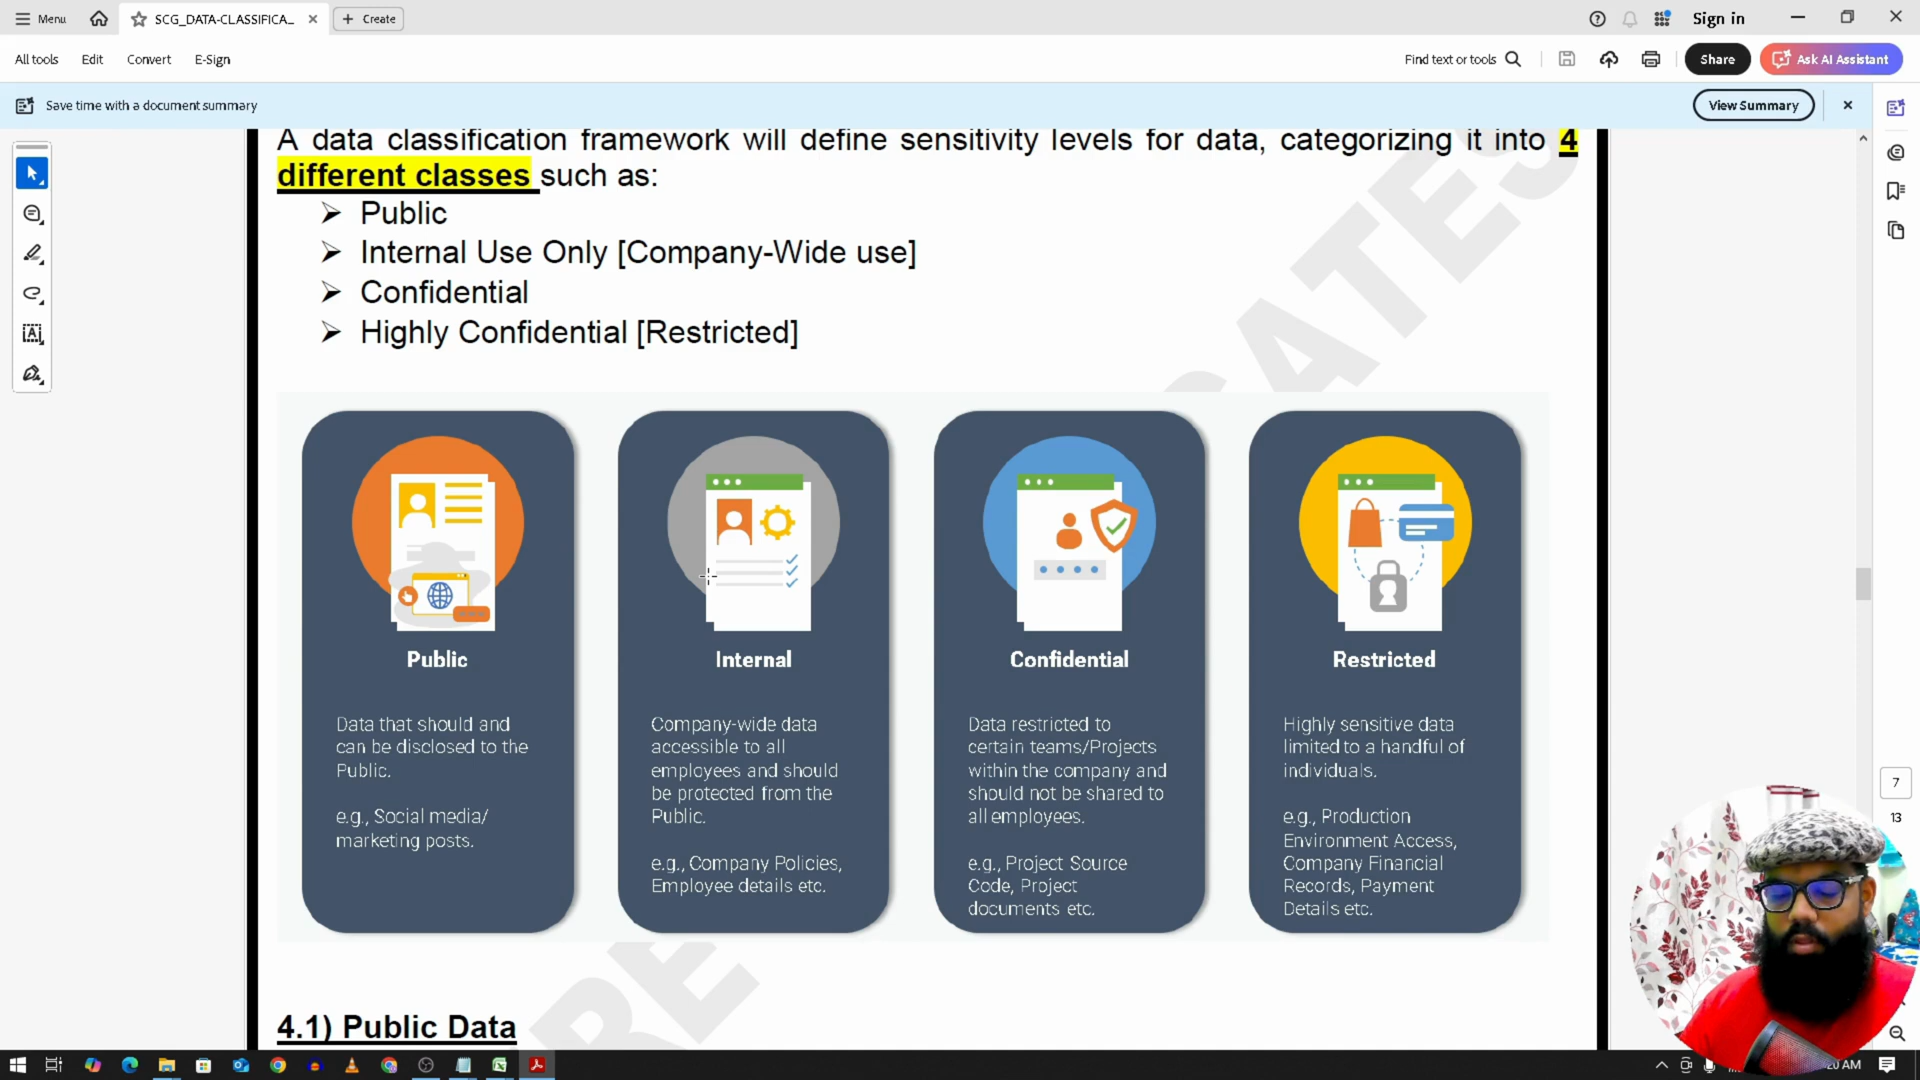 Menu
SCG_DATA-CLASSIFICA...
Create
Sign in
All tools
Edit
Convert
E-Sign
Find text or tools
Share
Ask AI Assistant
Save time with a document summary
View Summary
A data classification framework will define sensitivity levels for data, categorizing it into 4
different classes such as:
Public
Internal Use Only [Company-Wide use]
Confidential
Highly Confidential [Restricted]
Public
Data that should and
can be disclosed to the
Public.
e.g., Social media/
marketing posts.
Internal
Company-wide data
accessible to all
employees and should
be protected from the
Public.
e.g., Company Policies,
Employee details etc.
Confidential
Data restricted to
certain teams/Projects
within the company and
should not be shared to
all employees.
e.g., Project Source
Code, Project
documents etc.
Restricted
Highly sensitive data
limited to a handful of
individuals.
e.g., Production
Environment Access,
Company Financial
Records, Payment
Details etc.
4.1) Public Data
7
13